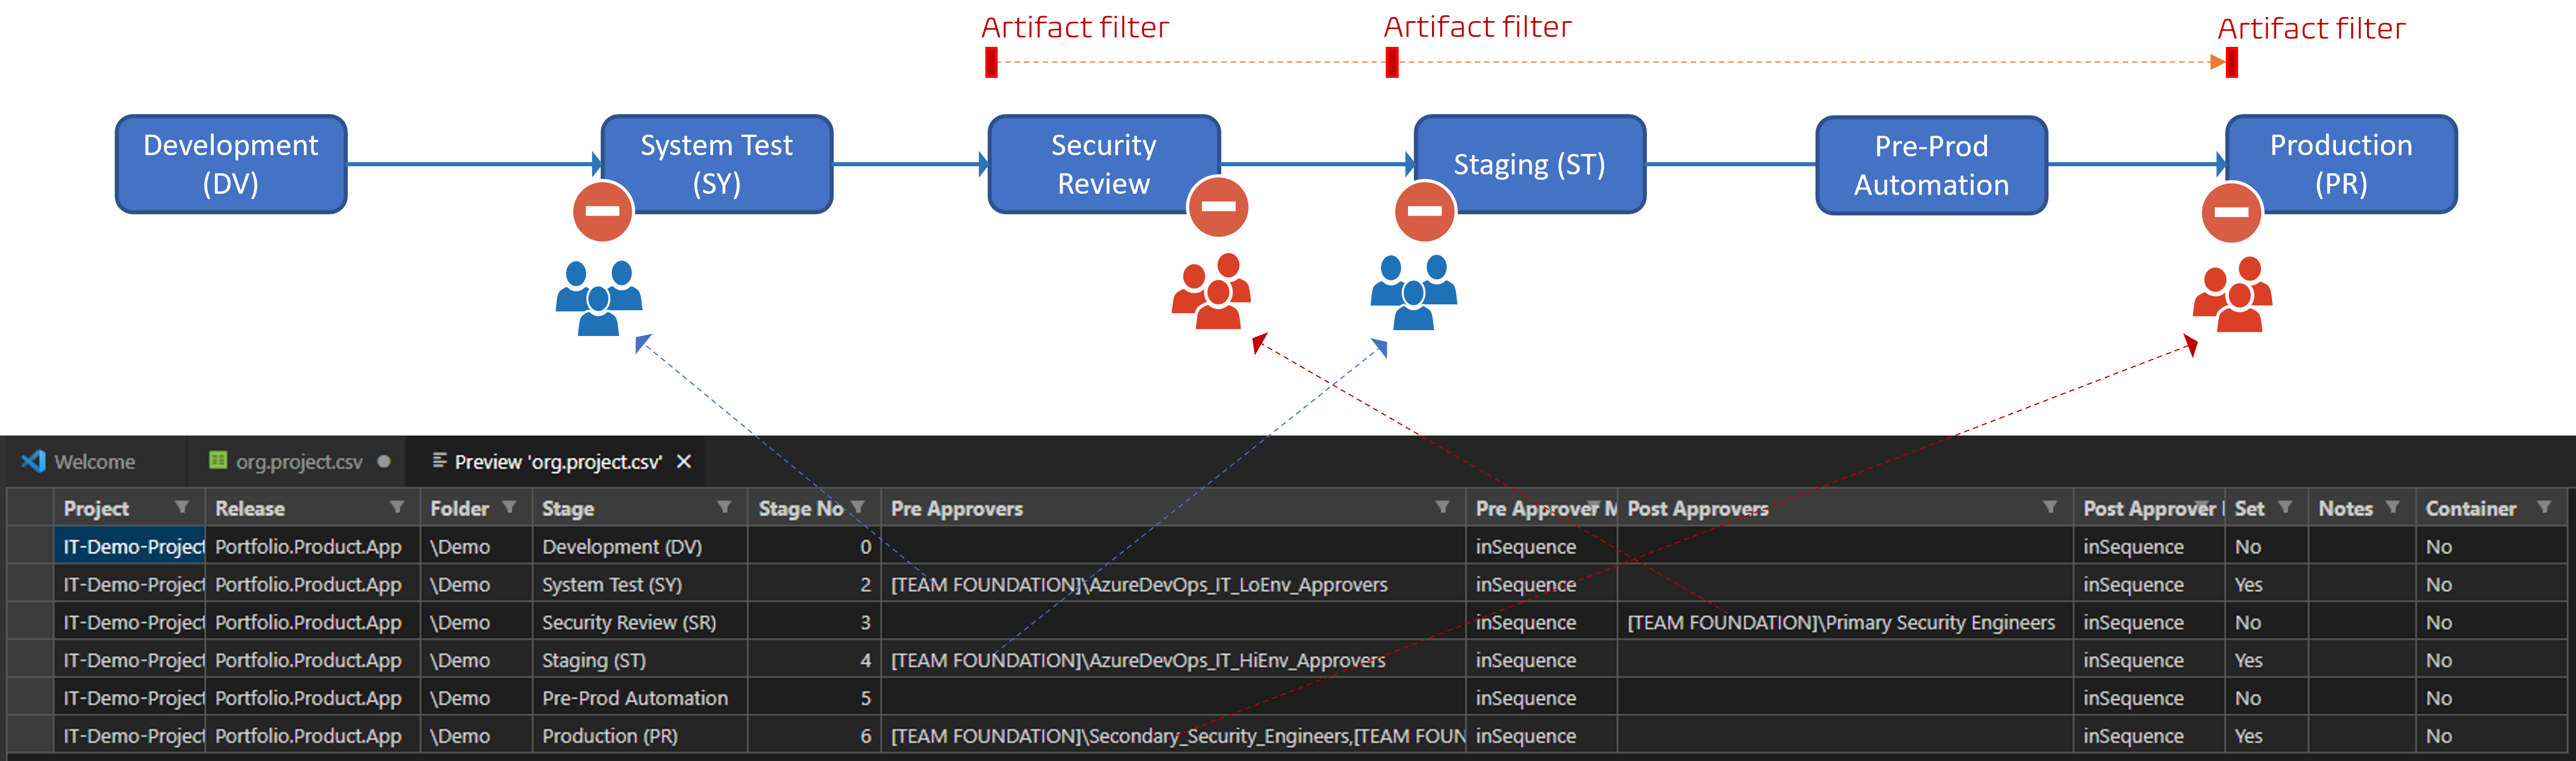 Artifact filter Artifact filter Artifact filter
Development (DV)
System Test (SY)
Security Review
Staging (ST)
Pre-Prod Automation
Production (PR)
Welcome org.project.csv Preview 'org.project.csv'
Project Release Folder Stage Stage No Pre Approvers Pre Approver M Post Approvers Post Approver Set Notes Container
IT-Demo-Project Portfolio.Product.App \Demo Development (DV) 0 inSequence inSequence No No
IT-Demo-Project Portfolio.Product.App \Demo System Test (SY) 2 [TEAM FOUNDATION]\AzureDevOps_IT_LoEnv_Approvers inSequence inSequence Yes No
IT-Demo-Project Portfolio.Product.App \Demo Security Review (SR) 3 inSequence [TEAM FOUNDATION]\Primary Security Engineers inSequence No No
IT-Demo-Project Portfolio.Product.App \Demo Staging (ST) 4 [TEAM FOUNDATION]\AzureDevOps_IT_HiEnv_Approvers inSequence inSequence Yes No
IT-Demo-Project Portfolio.Product.App \Demo Pre-Prod Automation 5 inSequence inSequence No No
IT-Demo-Project Portfolio.Product.App \Demo Production (PR) 6 [TEAM FOUNDATION]\Secondary_Security_Engineers,[TEAM FOUN inSequence inSequence Yes No